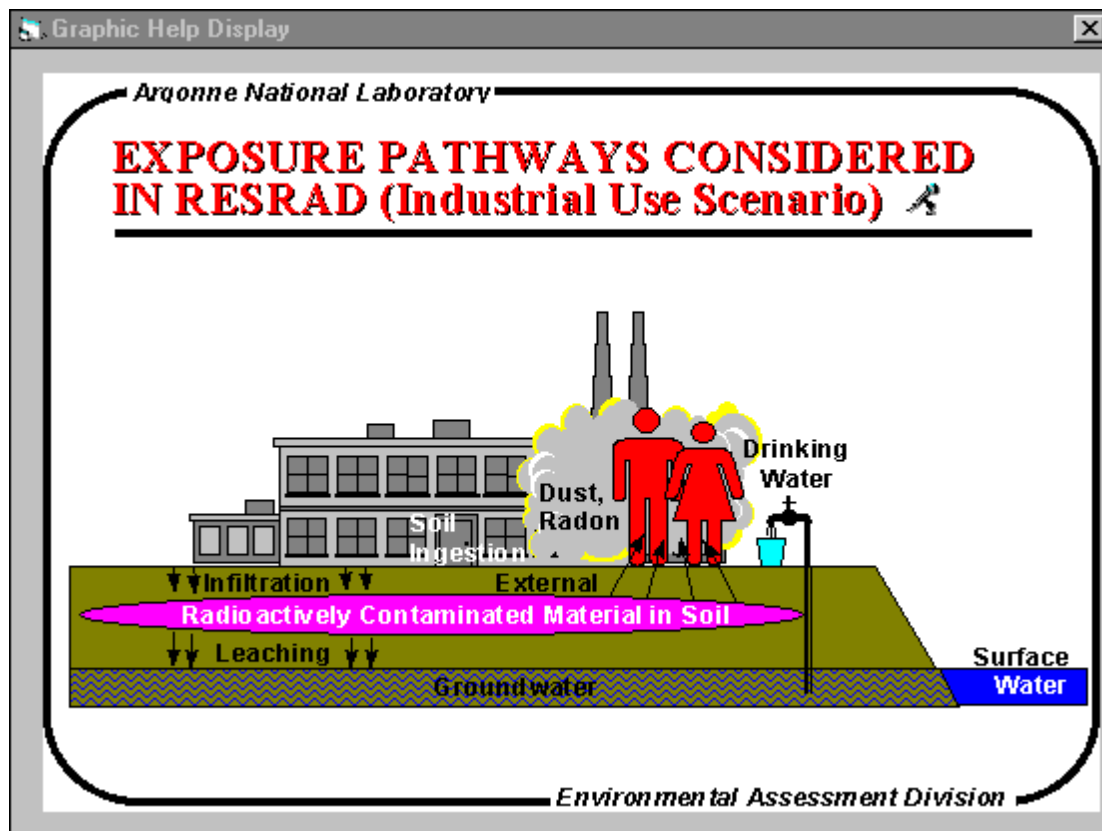 Graphic Help Display
Argonne National Laboratory
EXPOSURE PATHWAYS CONSIDERED
IN RESRAD (Industrial Use Scenario)
Drinking
Water
Dust,
Radon
Soil
Ingestion
Infiltration
External
Radioactively Contaminated Material in Soil
Leaching
Groundwater
Surface
Water
Environmental Assessment Division